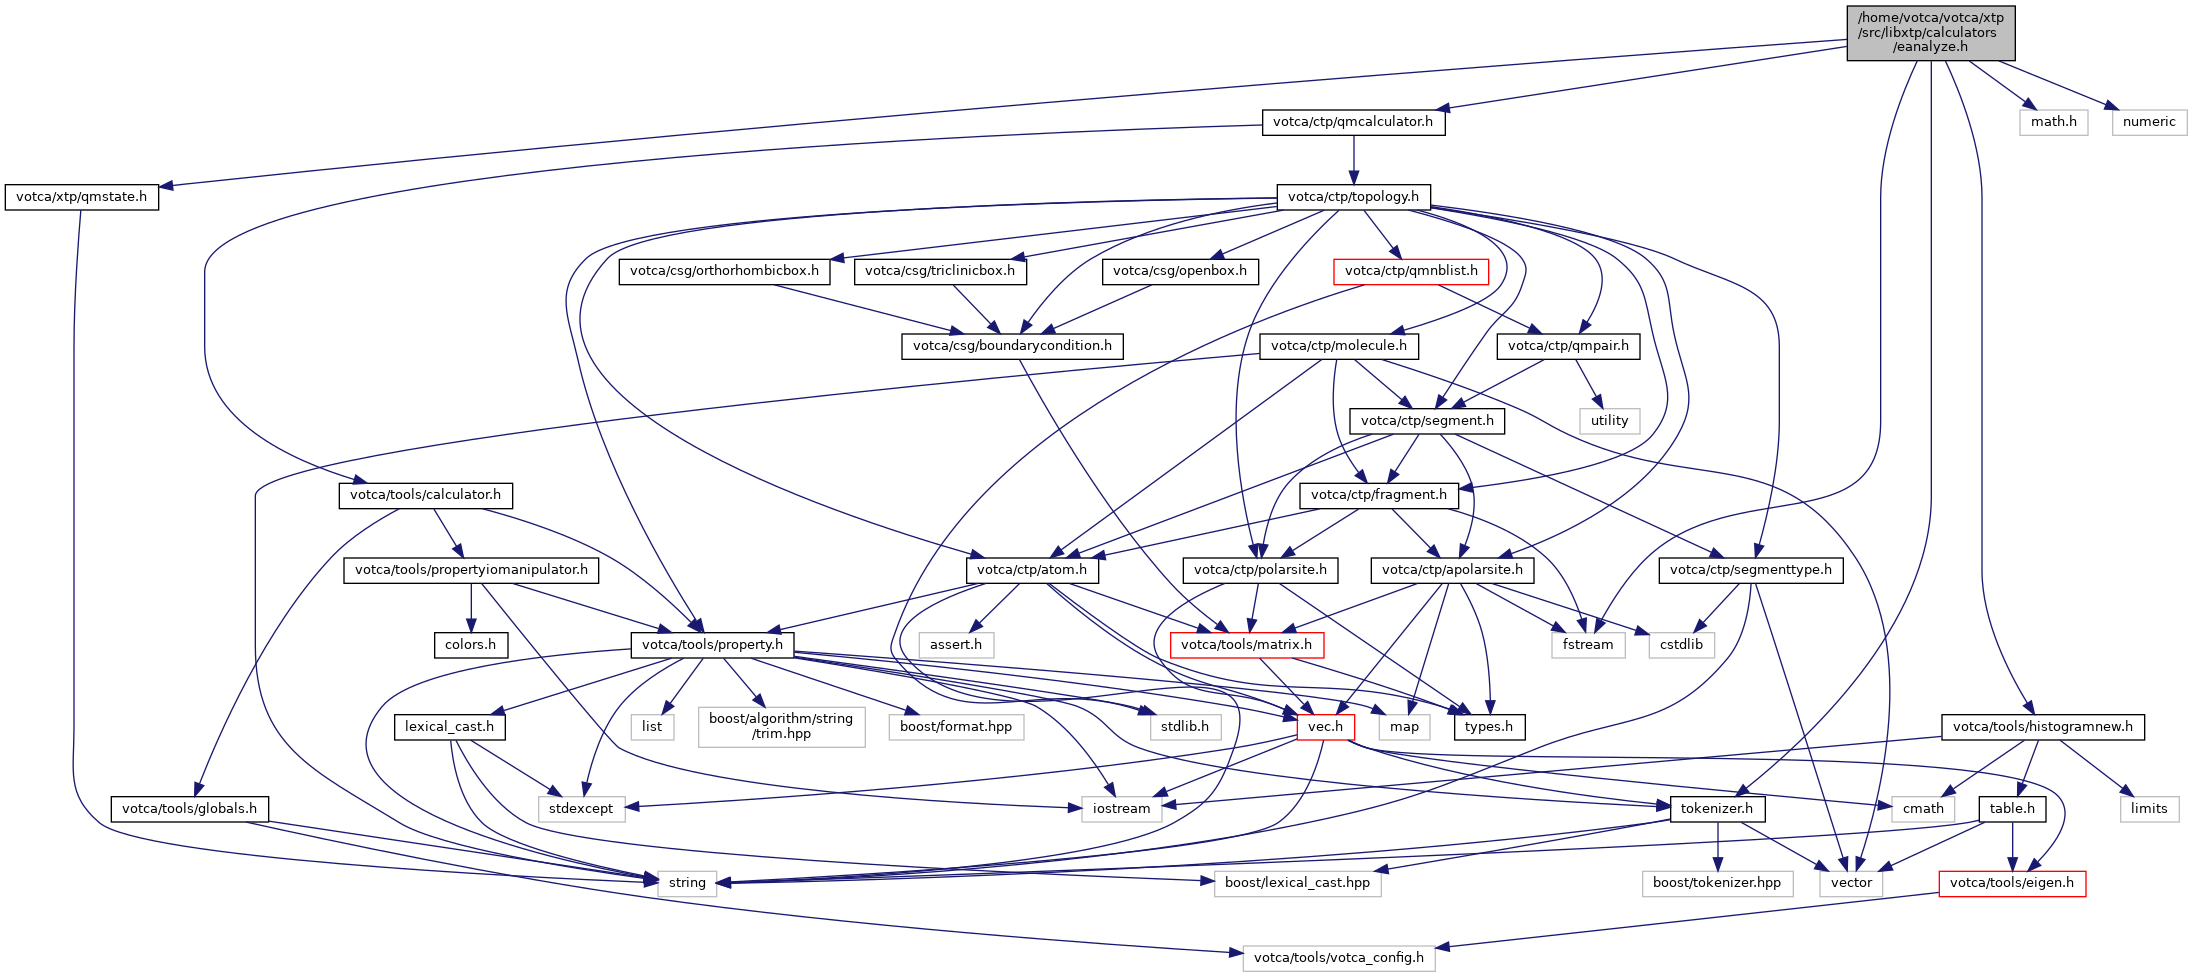 /home/votca/votca/xtp
/src/libxtp/calculators
/eanalyze.h
votca/ctp/qmcalculator.h
math.h
numeric
votca/xtp/qmstate.h
votca/ctp/topology.h
votca/csg/orthorhombicbox.h
votca/csg/triclinicbox.h
votca/csg/openbox.h
votca/ctp/qmnblist.h
votca/csg/boundarycondition.h
votca/ctp/molecule.h
votca/ctp/qmpair.h
votca/ctp/segment.h
utility
votca/tools/calculator.h
votca/ctp/fragment.h
votca/tools/propertyiomanipulator.h
votca/ctp/atom.h
votca/ctp/polarsite.h
votca/ctp/apolarsite.h
votca/ctp/segmenttype.h
colors.h
votca/tools/property.h
assert.h
votca/tools/matrix.h
fstream
cstdlib
lexical_cast.h
list
boost/algorithm/string
/trim.hpp
boost/format.hpp
stdlib.h
vec.h
map
types.h
votca/tools/histogramnew.h
votca/tools/globals.h
stdexcept
iostream
tokenizer.h
cmath
table.h
limits
string
boost/lexical_cast.hpp
boost/tokenizer.hpp
vector
votca/tools/eigen.h
votca/tools/votca_config.h